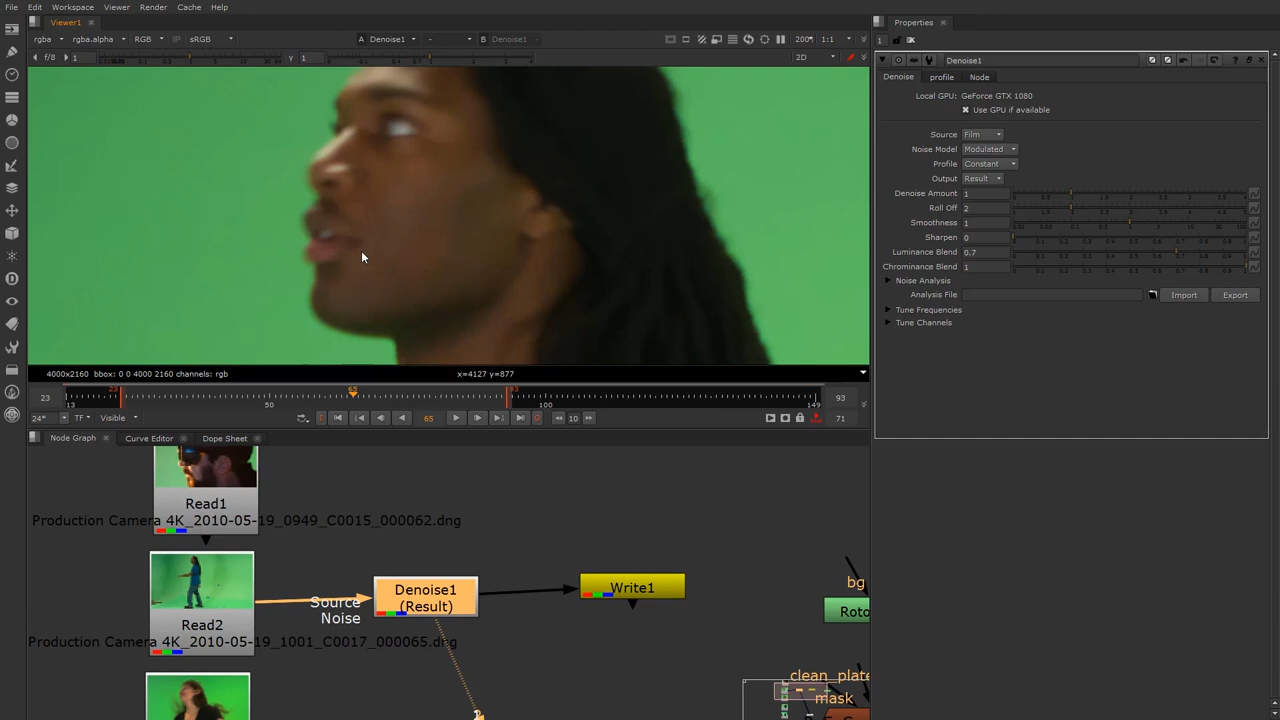 File Edit Workspace Viewer Render Cache Help
Viewer1
rgba rgba.alpha RGB sRGB A Denoise1 - B Denoise1 200% 1:1
f/8 1 Y 1 2D
4000x2160 bbox: 0 0 4000 2160 channels: rgb x=4127 y=877
23 13 23 50 65 93 100 149 93
24* TF Visible 65 10 71
Node Graph Curve Editor Dope Sheet
Read1
Production Camera 4K_2010-05-19_0949_C0015_000062.dng
Read2
Production Camera 4K_2010-05-19_1001_C0017_000065.dng
Source
Noise
Denoise1
(Result)
Write1
bg
Roto
clean_plate
mask
Properties
1
Denoise1
Denoise profile Node
Local GPU: GeForce GTX 1080
Use GPU if available
Source Film
Noise Model Modulated
Profile Constant
Output Result
Denoise Amount 1
Roll Off 2
Smoothness 1
Sharpen 0
Luminance Blend 0.7
Chrominance Blend 1
Noise Analysis
Analysis File Import Export
Tune Frequencies
Tune Channels